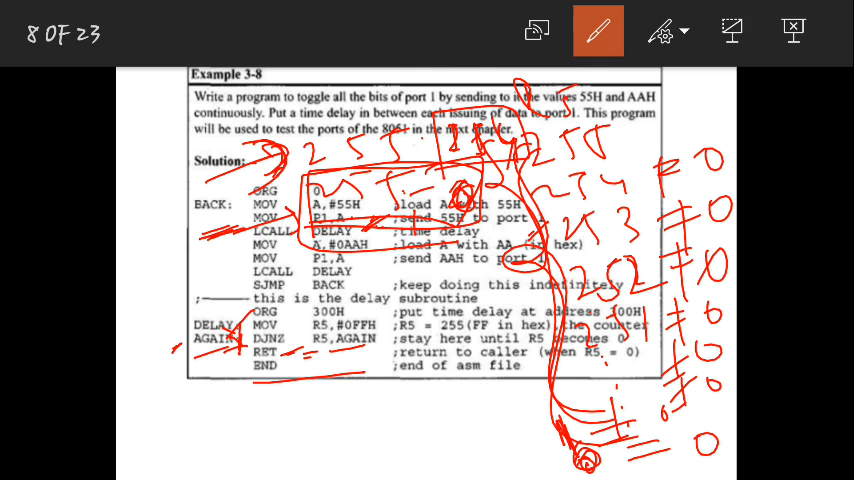 8 OF 23
Example 3-8
Write a program to toggle all the bits of port 1 by sending to it the values 55H and AAH
continuously. Put a time delay in between each issuing of data to port 1. This program
will be used to test the ports of the 8051 in the next chapter.
Solution:
ORG 0
BACK: MOV A,#55H ;load A with 55H
MOV P1,A ;send 55H to port 1
LCALL DELAY ;time delay
MOV A,#0AAH ;load A with AA (in hex)
MOV P1,A ;send AAH to port 1
LCALL DELAY
SJMP BACK ;keep doing this indefinitely
;——— this is the delay subroutine
ORG 300H ;put time delay at address 300H
DELAY: MOV R5,#0FFH ;R5 = 255(FF in hex),the counter
AGAIN: DJNZ R5,AGAIN ;stay here until R5 becomes 0
RET ;return to caller (when R5 = 0)
END ;end of asm file
R5
255
255
254 ≠ 0
253 ≠ 0
252 ≠ 0
251 ≠ 0
≠ 0
≠ 0
= 0